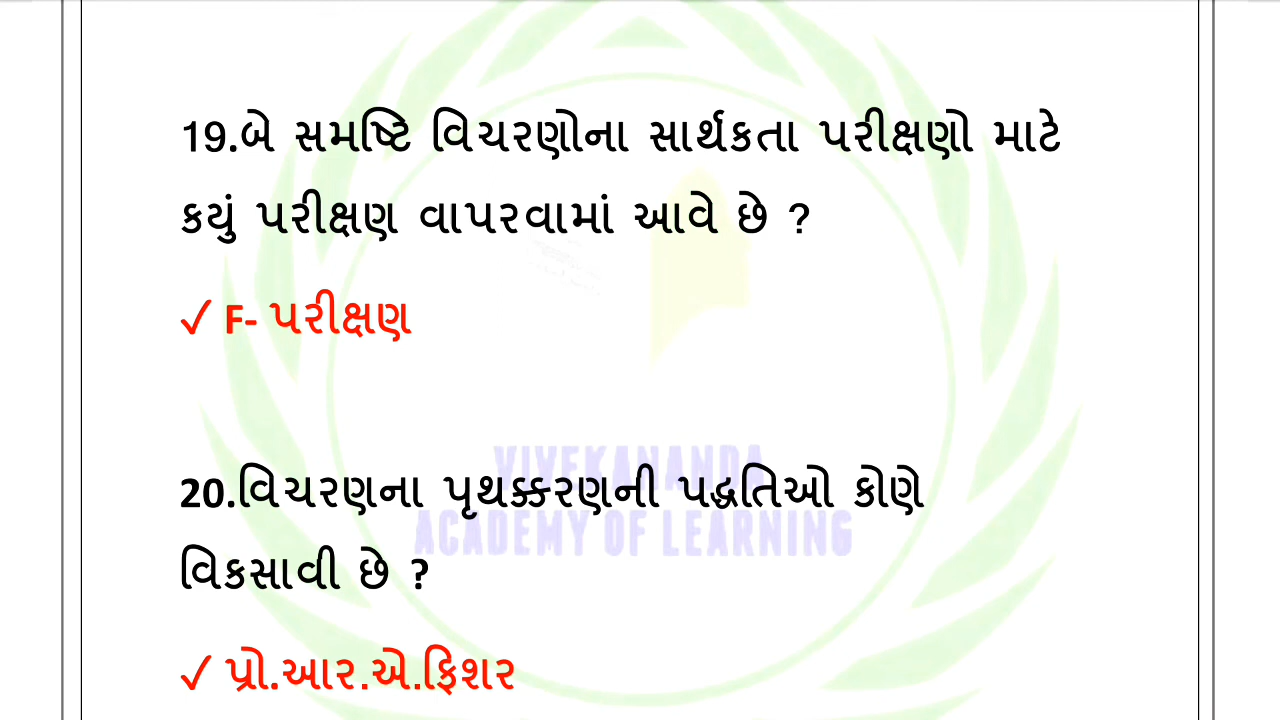 19.બે સમષ્ટિ વિચરણોના સાર્થકતા પરીક્ષણો માટે
કયું પરીક્ષણ વાપરવામાં આવે છે ?
✓ F- પરીક્ષણ
VIVEKANANDA
ACADEMY OF LEARNING
20.વિચરણના પૃથક્કરણની પદ્ધતિઓ કોણે
વિકસાવી છે ?
✓ પ્રો.આર.એ.ફિશર